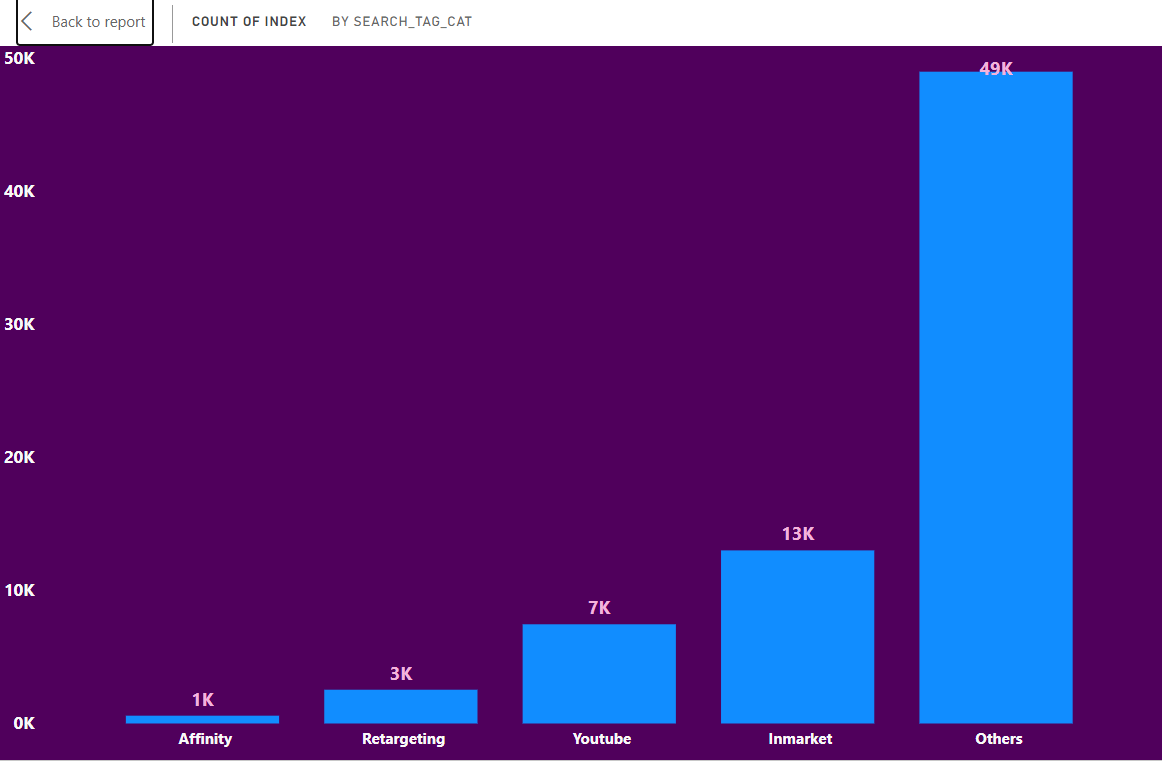 Back to report
COUNT OF INDEX BY SEARCH_TAG_CAT
50K
49K
40K
30K
20K
13K
10K
7K
3K
1K
0K
Affinity Retargeting Youtube Inmarket Others